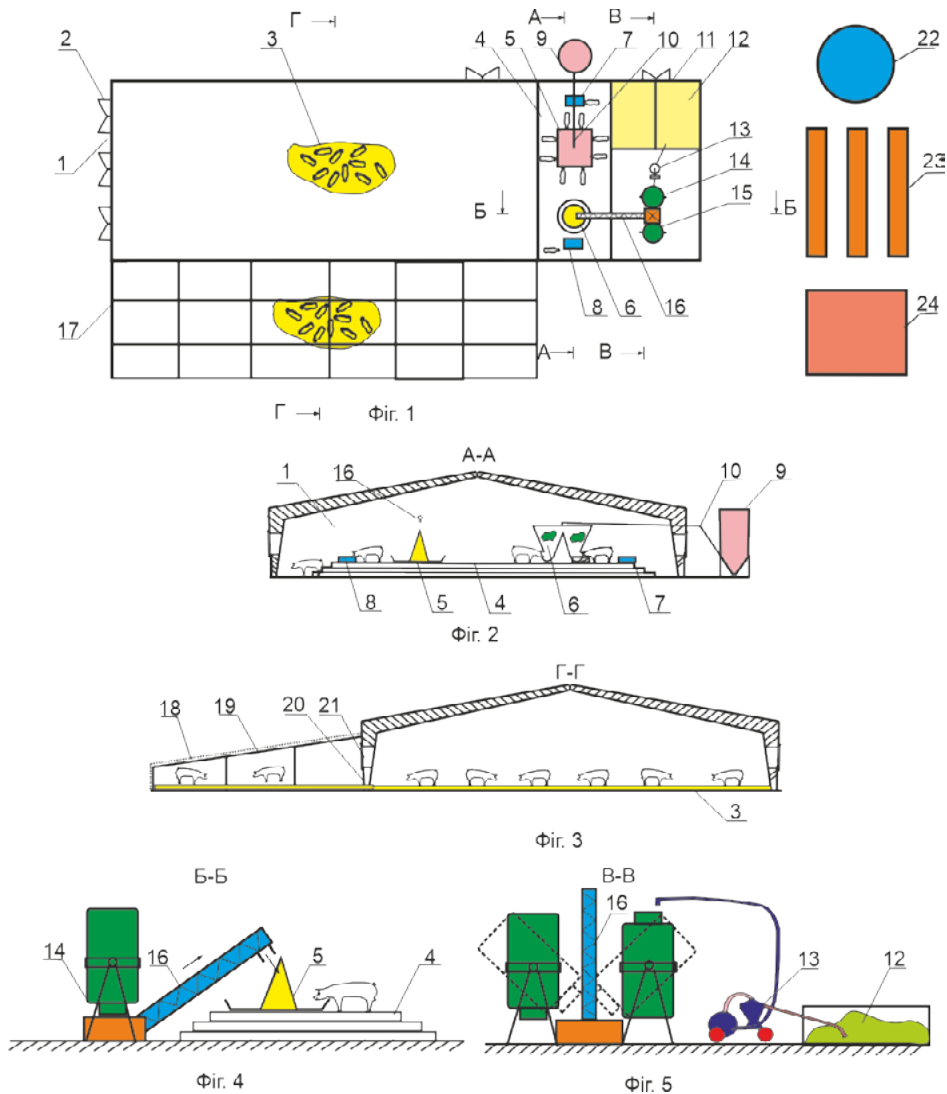 Г А В
2 3 4 5 9 7 10 11 12 22
1 13
14 23
Б Б
15
17 24
8 6 16
А В
Г Фіг. 1
А-А
1 16 10 9
8 5 4 6 7
Фіг. 2
Г-Г
18 19 20 21
3
Фіг. 3
Б-Б В-В
14 16 5 4 16 13 12
Фіг. 4 Фіг. 5